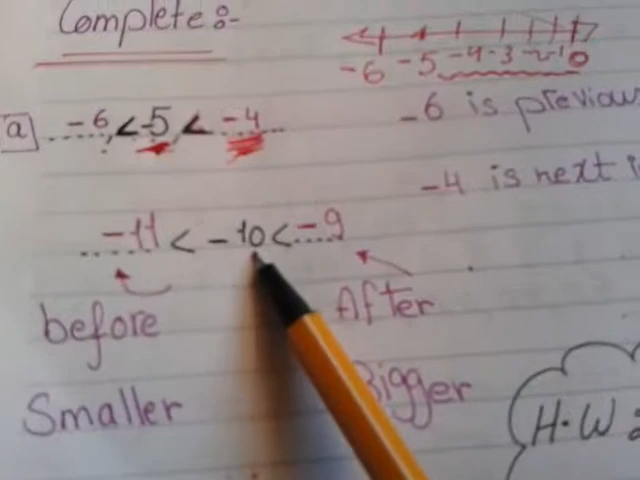 Complete:-
-6 -5 -4 -3 -2 -1 0
a -6 < -5 < -4
-6 is previou
-4 is next
-11 < -10 < -9
before After
Smaller Bigger
H.W: